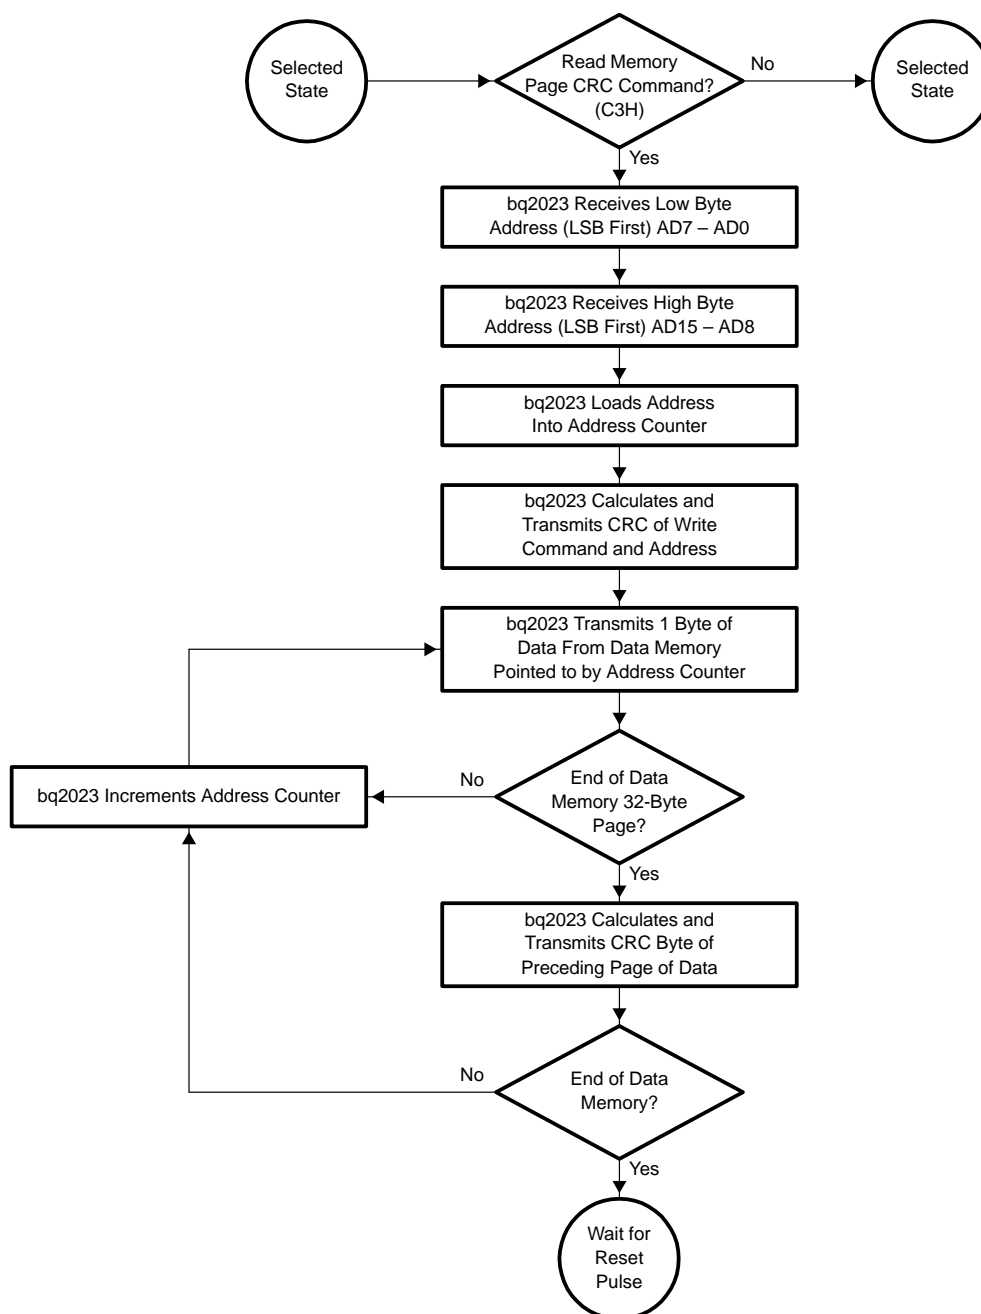 Selected
State
Read Memory
Page CRC Command?
(C3H)
No
Selected
State
Yes
bq2023 Receives Low Byte
Address (LSB First) AD7 – AD0
bq2023 Receives High Byte
Address (LSB First) AD15 – AD8
bq2023 Loads Address
Into Address Counter
bq2023 Calculates and
Transmits CRC of Write
Command and Address
bq2023 Transmits 1 Byte of
Data From Data Memory
Pointed to by Address Counter
bq2023 Increments Address Counter
No
End of Data
Memory 32-Byte
Page?
Yes
bq2023 Calculates and
Transmits CRC Byte of
Preceding Page of Data
No
End of Data
Memory?
Yes
Wait for
Reset
Pulse